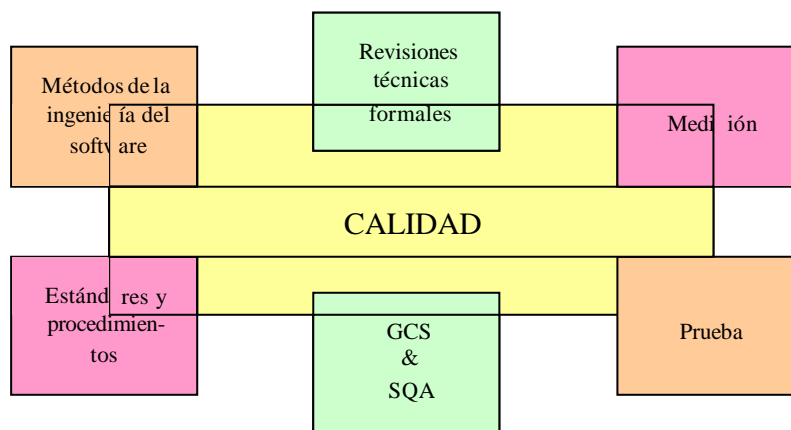 Métodos de la
ingenie ía del
softw are
Revisiones
técnicas
formales
Medi ión
CALIDAD
Estánd res y
procedimien-
tos
GCS
&
SQA
Prueba